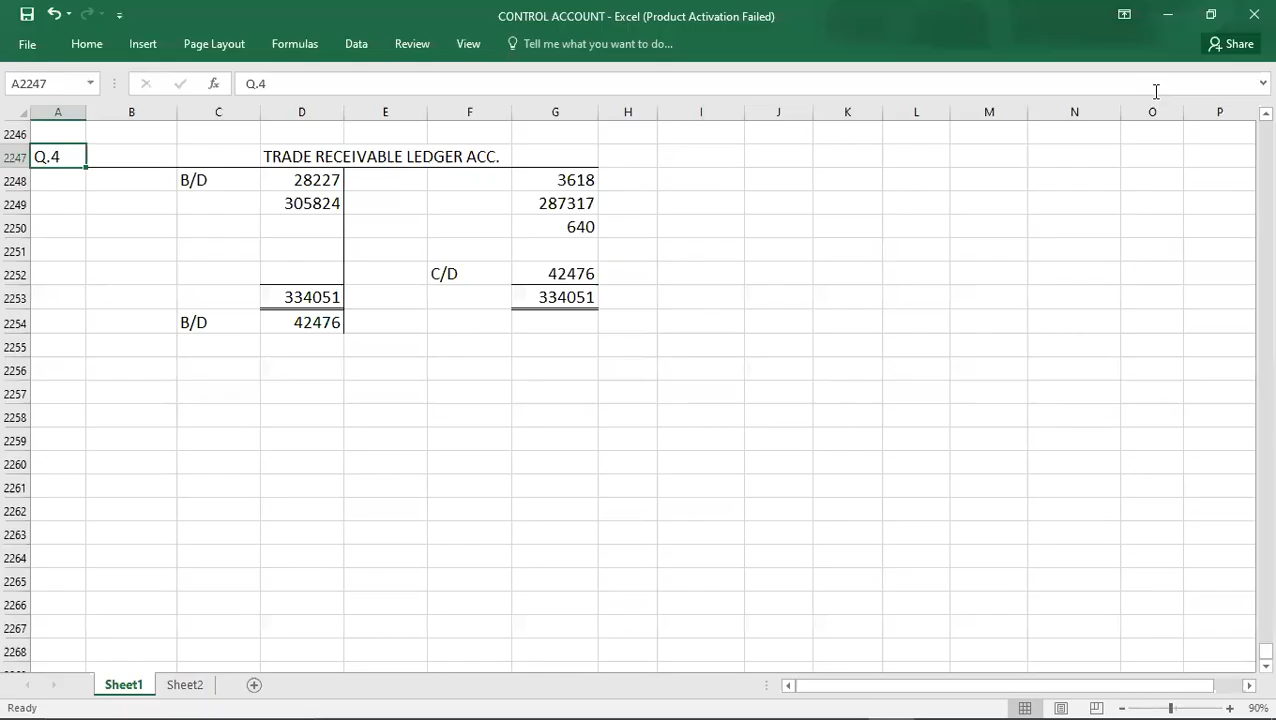 CONTROL ACCOUNT - Excel (Product Activation Failed)
File Home Insert Page Layout Formulas Data Review View Tell me what you want to do... Share
A2247 fx Q.4
A B C D E F G H I J K L M N O P
2246
2247 Q.4 TRADE RECEIVABLE LEDGER ACC.
2248 B/D 28227 3618
2249 305824 287317
2250 640
2251
2252 C/D 42476
2253 334051 334051
2254 B/D 42476
2255
2256
2257
2258
2259
2260
2261
2262
2263
2264
2265
2266
2267
2268
Sheet1 Sheet2
Ready 90%